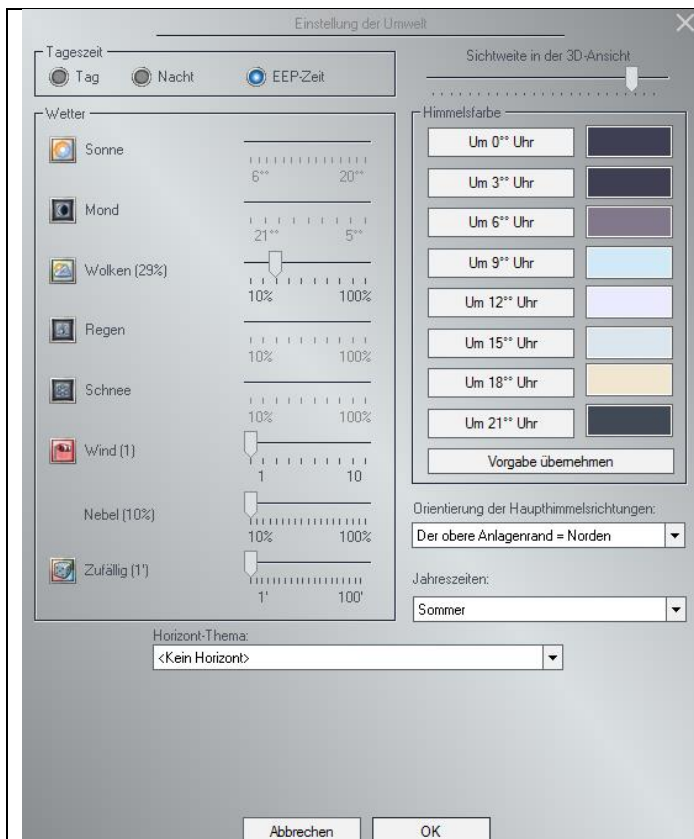 Einstellung der Umwelt
Tageszeit
Tag
Nacht
EEP-Zeit
Sichtweite in der 3D-Ansicht
Wetter
Sonne
6°° 20°°
Mond
21°° 5°°
Wolken (29%)
10% 100%
Regen
10% 100%
Schnee
10% 100%
Wind (1)
1 10
Nebel (10%)
10% 100%
Zufällig (1')
1' 100'
Himmelsfarbe
Um 0°° Uhr
Um 3°° Uhr
Um 6°° Uhr
Um 9°° Uhr
Um 12°° Uhr
Um 15°° Uhr
Um 18°° Uhr
Um 21°° Uhr
Vorgabe übernehmen
Orientierung der Haupthimmelsrichtungen:
Der obere Anlagenrand = Norden
Jahreszeiten:
Sommer
Horizont-Thema:
<Kein Horizont>
Abbrechen
OK